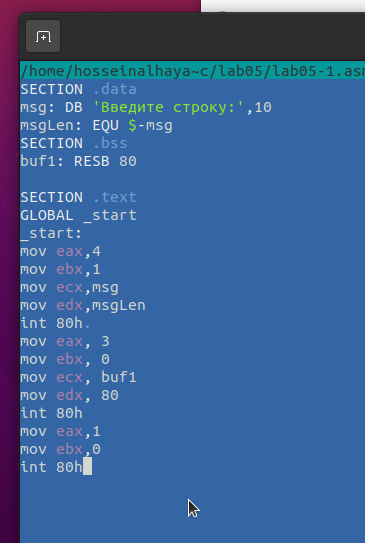 /home/hosseinalhaya~c/lab05/lab05-1.asm
SECTION .data
msg: DB 'Введите строку:',10
msgLen: EQU $-msg
SECTION .bss
buf1: RESB 80
SECTION .text
GLOBAL _start
_start:
mov eax,4
mov ebx,1
mov ecx,msg
mov edx,msgLen
int 80h.
mov eax, 3
mov ebx, 0
mov ecx, buf1
mov edx, 80
int 80h
mov eax,1
mov ebx,0
int 80h